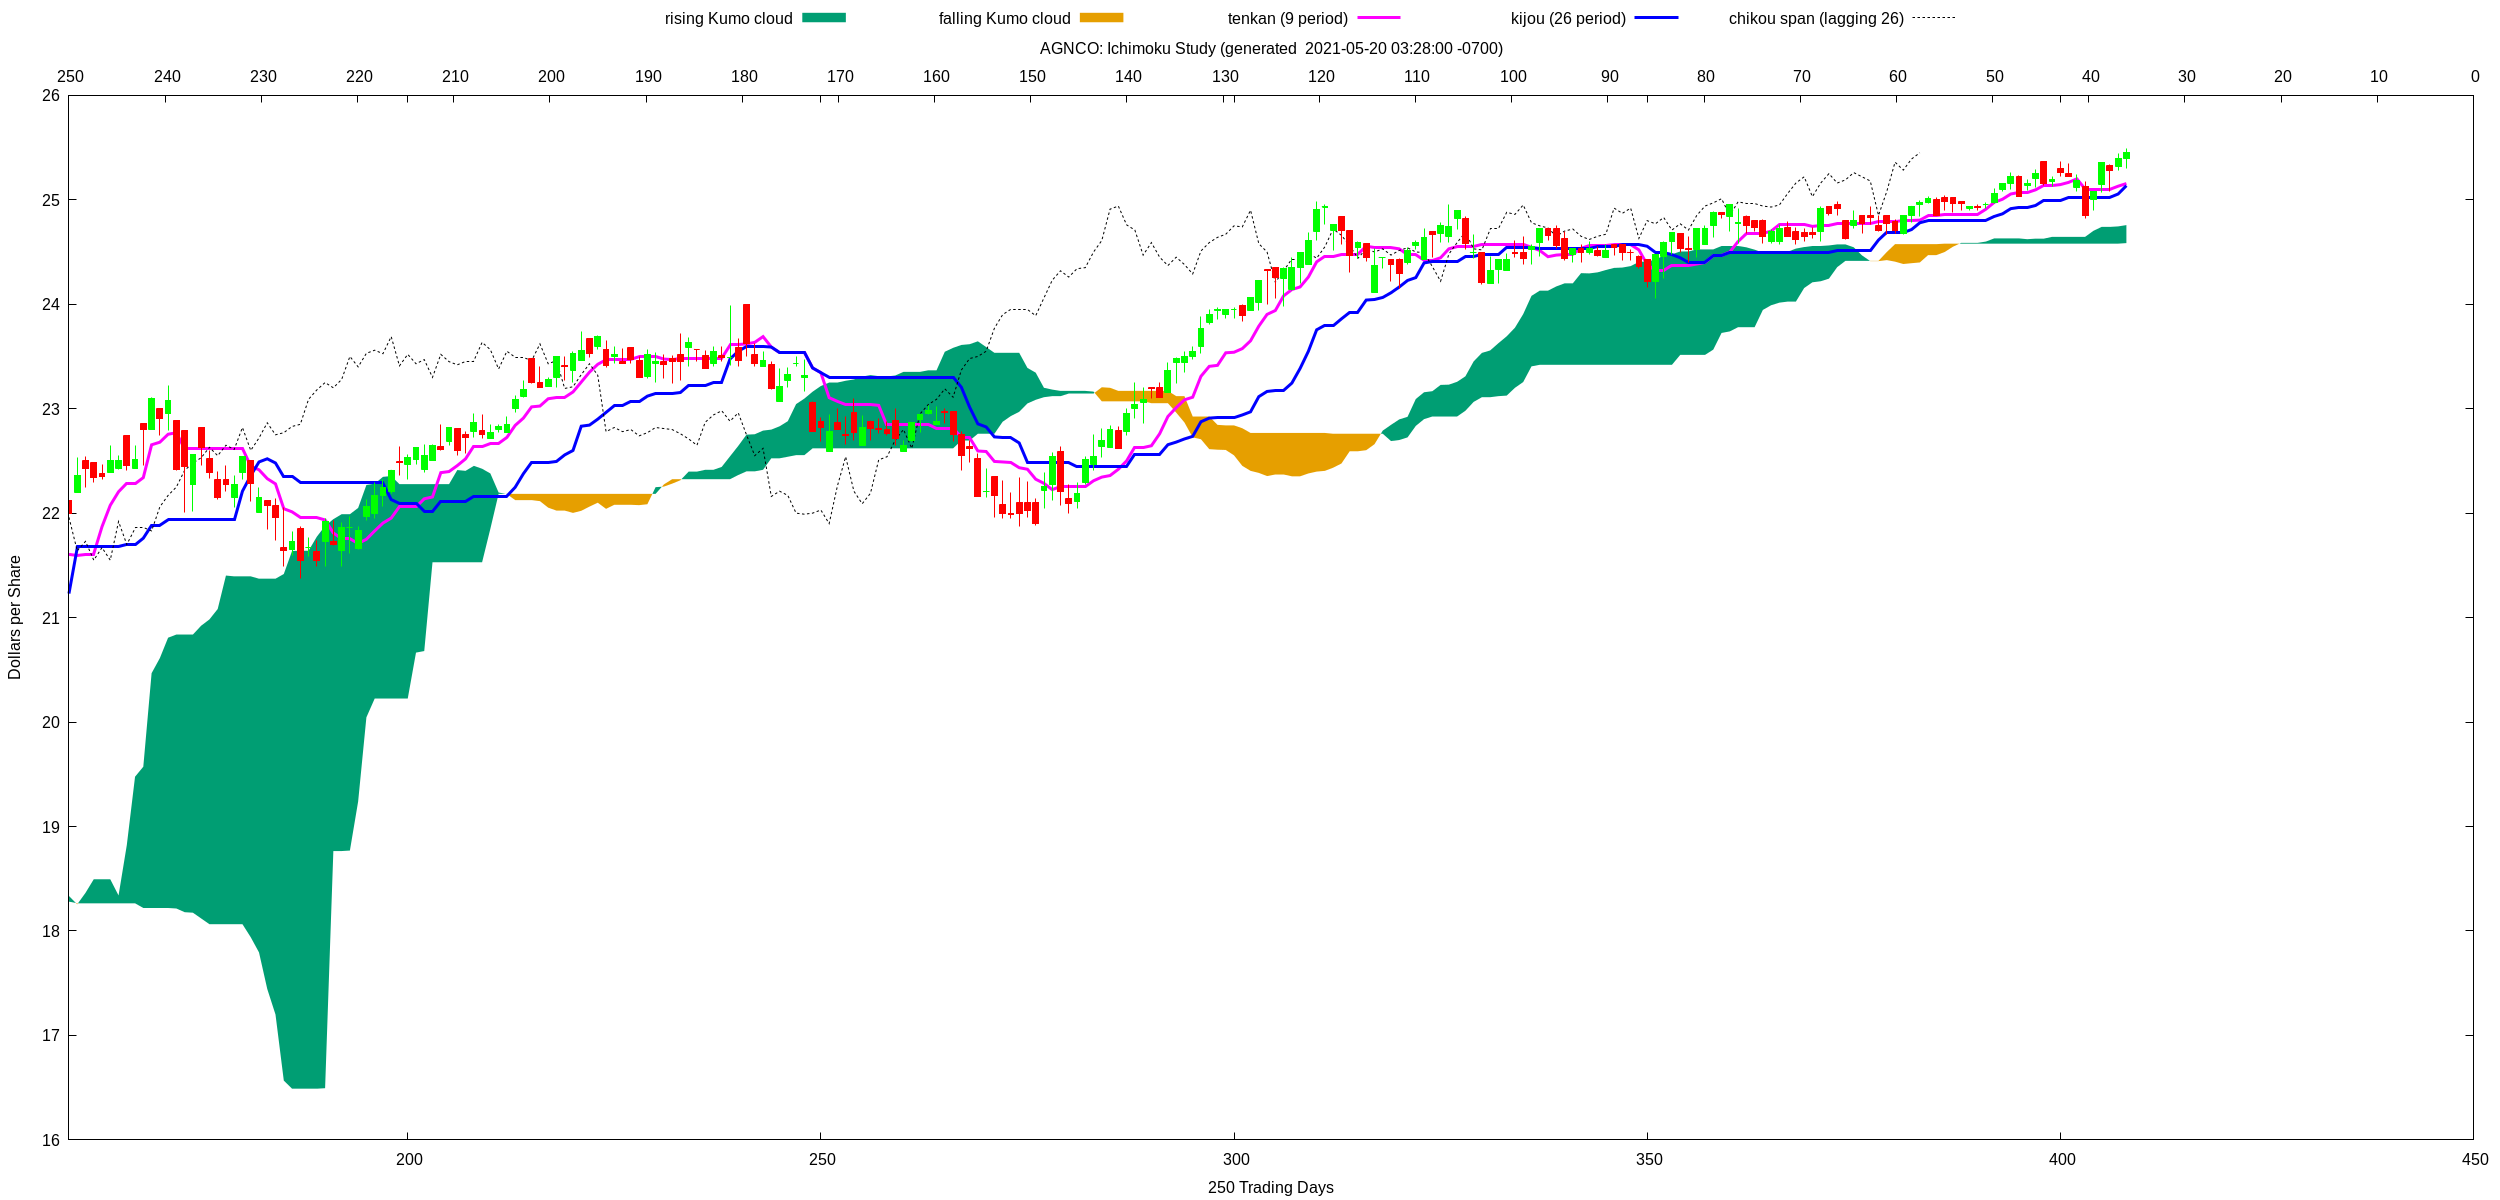 rising Kumo cloud falling Kumo cloud tenkan (9 period) kijou (26 period) chikou span (lagging 26)
AGNCO: Ichimoku Study (generated  2021-05-20 03:28:00 -0700)
250 240 230 220 210 200 190 180 170 160 150 140 130 120 110 100 90 80 70 60 50 40 30 20 10 0
26
25
24
23
22
21
20
19
18
17
16
Dollars per Share
200 250 300 350 400 450
250 Trading Days